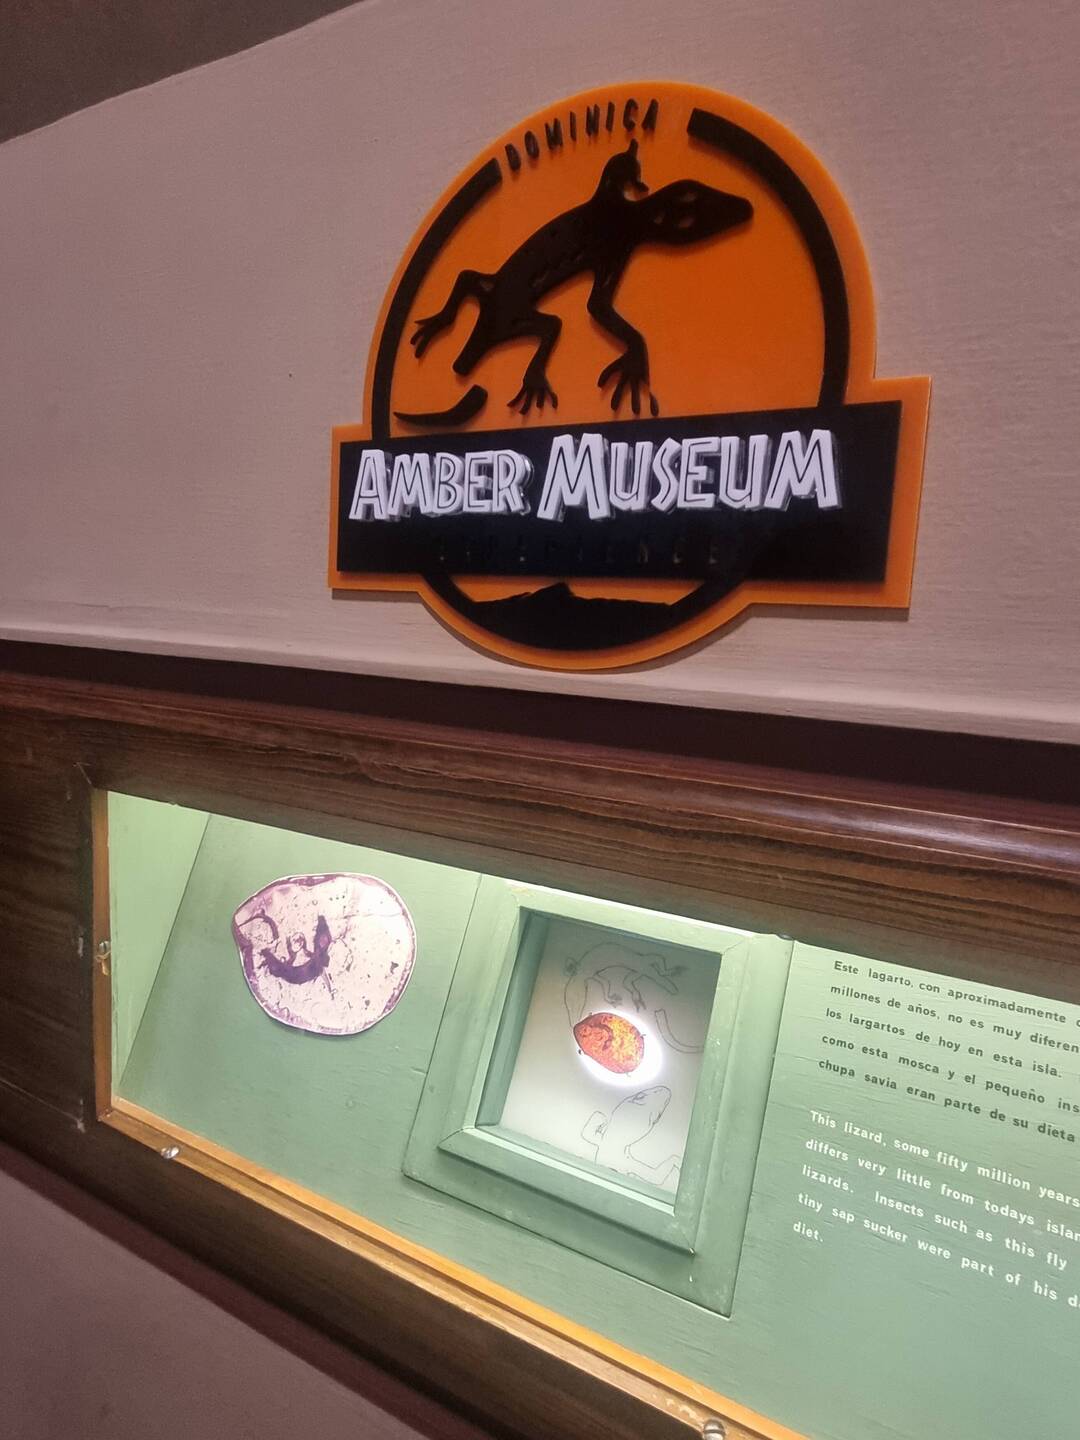 DOMINICA
AMBER MUSEUM
EXPERIENCE
Este lagarto, con aproximadamente
millones de años, no es muy
los largartos de hoy en esta isla.
como esta mosca y el pequeño
chupa savia eran parte de su dieta
This lizard, some fifty million years
differs very little from todays
lizards. Insects such as this fly
tiny sap sucker were part of his
diet.